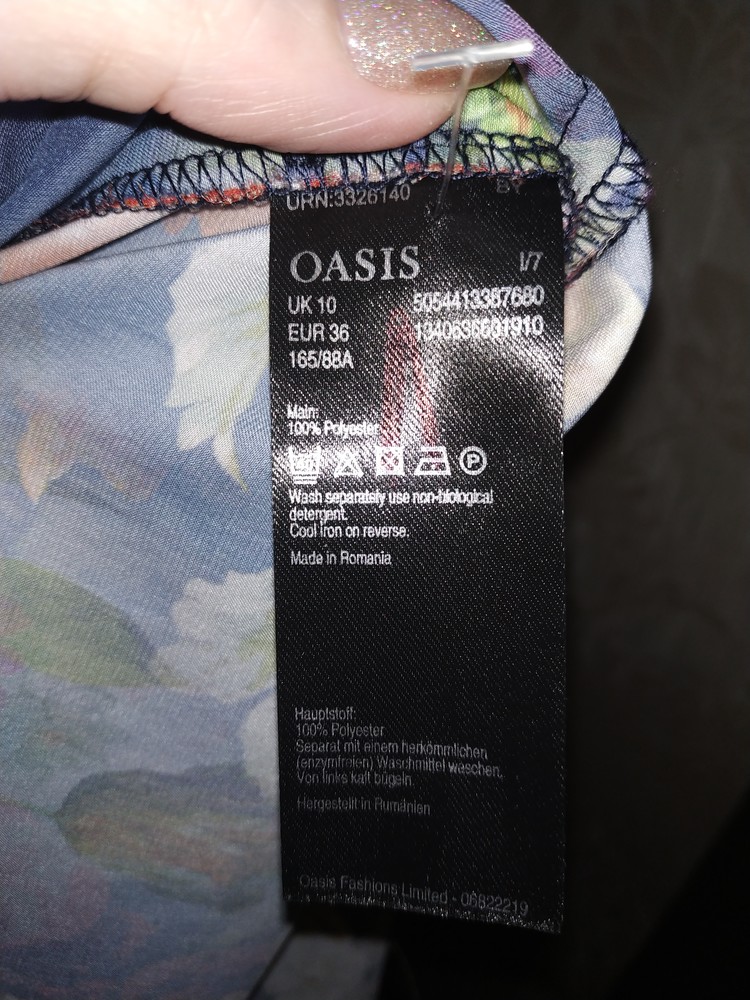 URN:3326140
BY
OASIS
I/7
UK 10 5054413387680
EUR 36
165/88A
Main:
100% Polyester
40
P
Wash separately use non-biological
detergent.
Cool iron on reverse.
Made in Romania
Hauptstoff:
100% Polyester
Separat mit einem herkömmlichen
(enzymfreien) Waschmittel waschen.
Von links kalt bügeln.
Hergestellt in Rumänien
Oasis Fashions Limited - 06822219